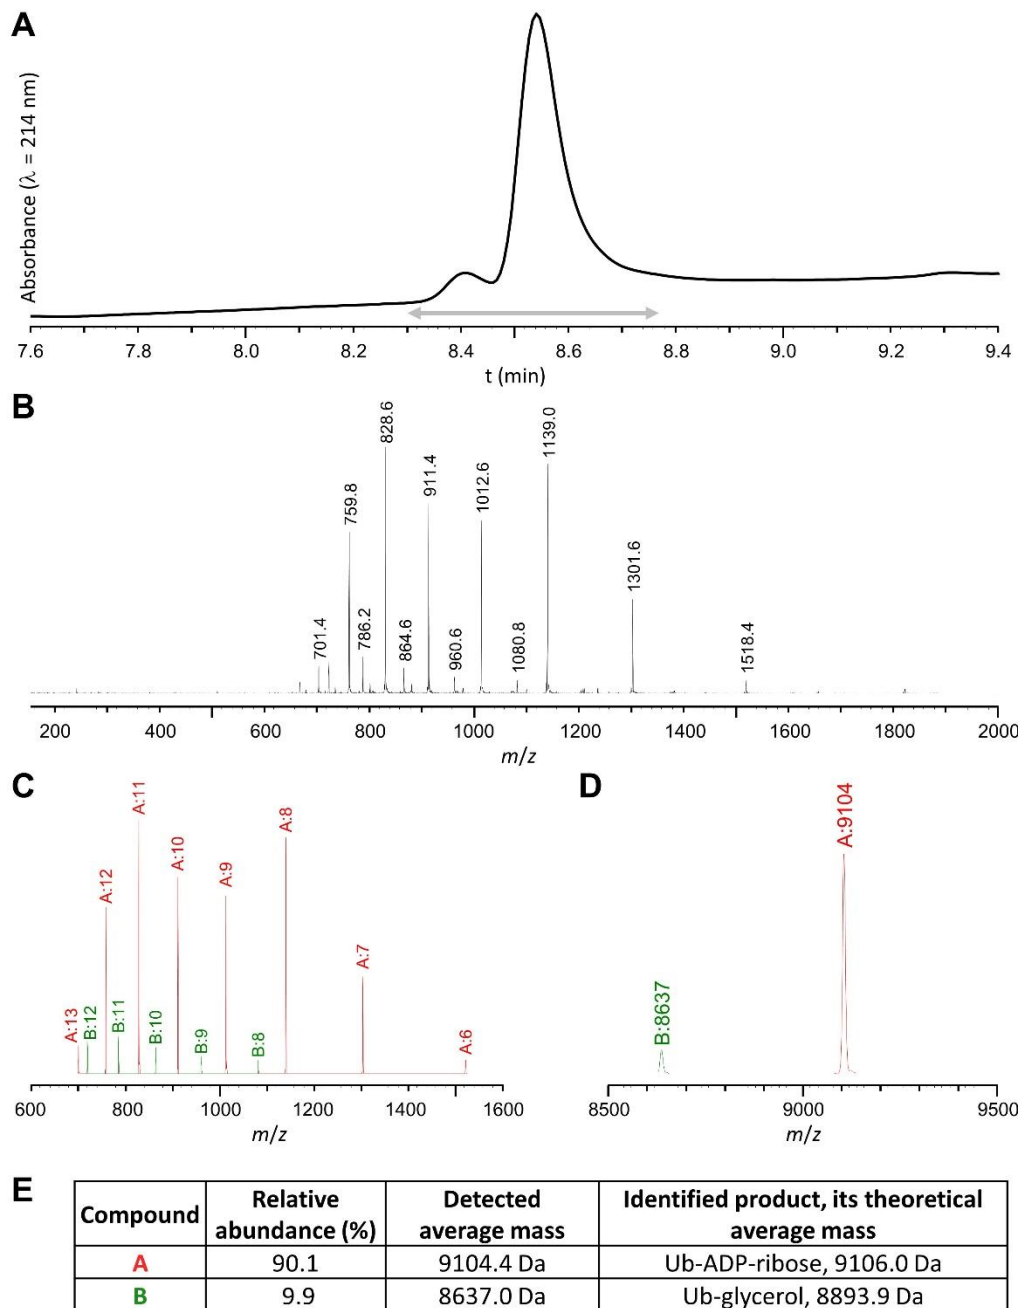 A
Absorbance (λ = 214 nm)
7.6 7.8 8.0 8.2 8.4 8.6 8.8 9.0 9.2 9.4
t (min)
B
701.4 759.8 786.2 828.6 864.6 911.4 960.6 1012.6 1080.8 1139.0 1301.6 1518.4
200 400 600 800 1000 1200 1400 1600 1800 2000
m/z
C
A:13 B:12 A:12 B:11 A:11 B:10 A:10 B:9 A:9 B:8 A:8 A:7 A:6
600 800 1000 1200 1400 1600
m/z
D
B:8637 A:9104
8500 9000 9500
m/z
E
Compound Relative abundance (%) Detected average mass Identified product, its theoretical average mass
A 90.1 9104.4 Da Ub-ADP-ribose, 9106.0 Da
B 9.9 8637.0 Da Ub-glycerol, 8893.9 Da